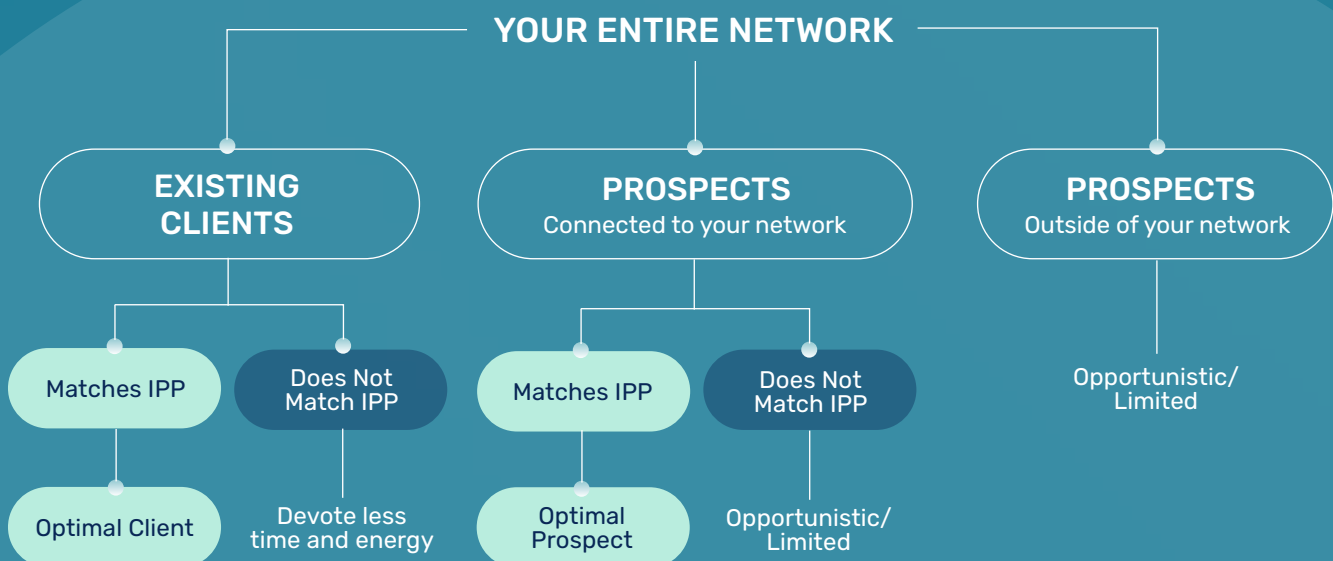 YOUR ENTIRE NETWORK
EXISTING
CLIENTS
PROSPECTS
Connected to your network
PROSPECTS
Outside of your network
Matches IPP
Does Not
Match IPP
Matches IPP
Does Not
Match IPP
Opportunistic/
Limited
Optimal Client
Devote less
time and energy
Optimal
Prospect
Opportunistic/
Limited